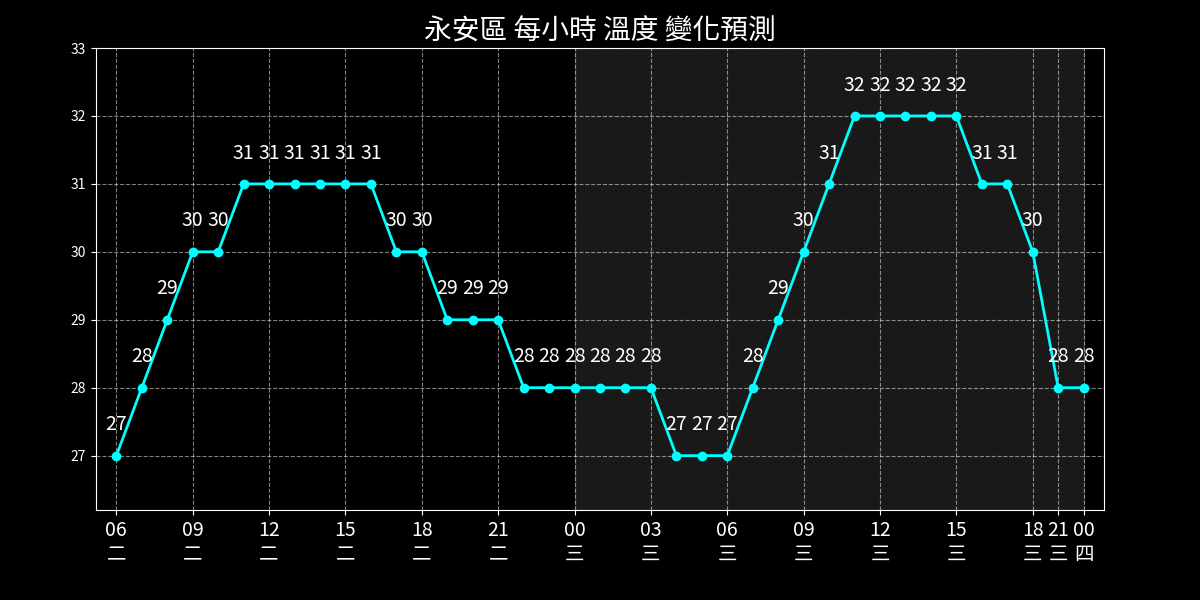 永安區 每小時 溫度 變化預測
33
32 32 32 32 32
32
31 31 31 31 31 31 31 31 31
31
30 30 30 30 30 30
30
29 29 29 29 29
29
28 28 28 28 28 28 28 28 28 28
28
27 27 27 27
27
06 09 12 15 18 21 00 03 06 09 12 15 18 21 00
二 二 二 二 二 二 三 三 三 三 三 三 三 三 四